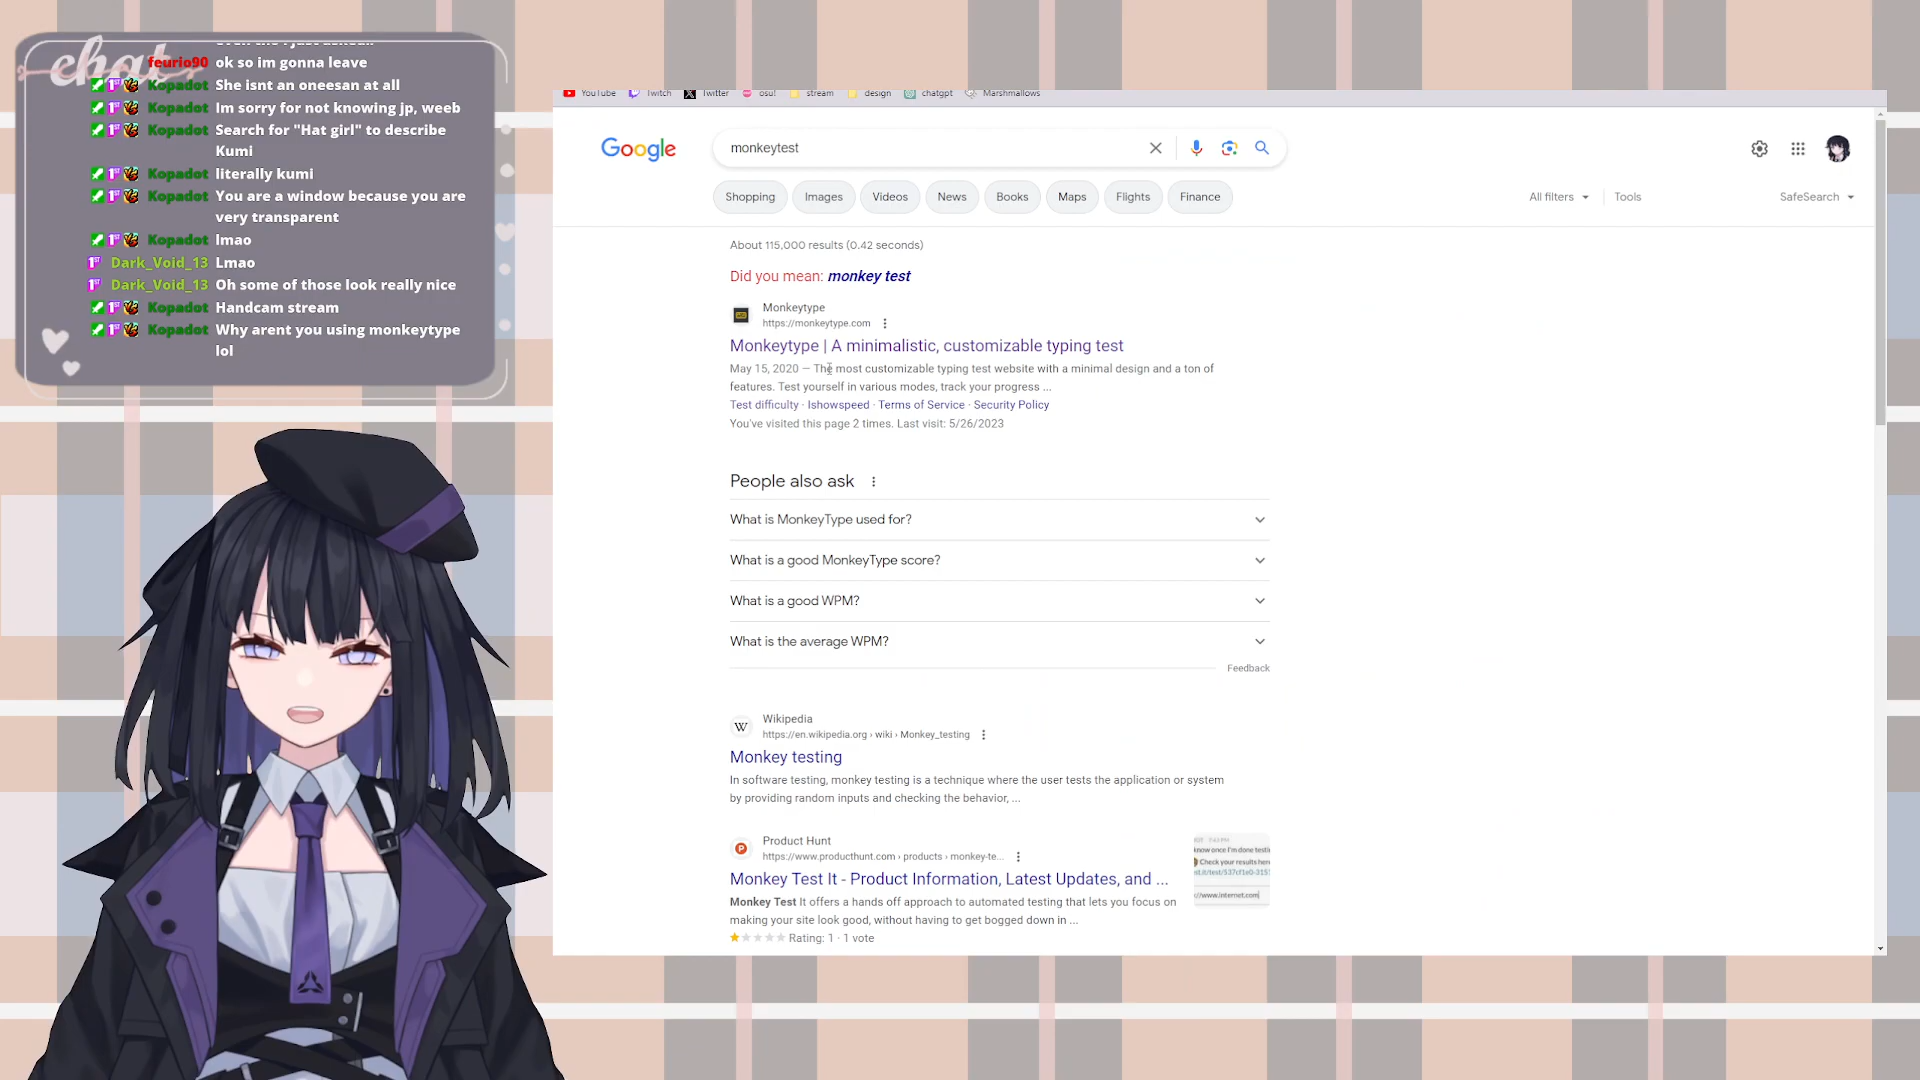 chat
feurio90 ok so im gonna leave
Kopadot She isnt an oneesan at all
Kopadot Im sorry for not knowing jp, weeb
Kopadot Search for "Hat girl" to describe
Kumi
Kopadot literally kumi
Kopadot You are a window because you are
very transparent
Kopadot lmao
Dark_Void_13 Lmao
Dark_Void_13 Oh some of those look really nice
Kopadot Handcam stream
Kopadot Why arent you using monkeytype
lol
YouTube Twitch Twitter osu! stream design chatgpt Marshmallows
Google monkeytest
Shopping Images Videos News Books Maps Flights Finance All filters Tools SafeSearch
About 115,000 results (0.42 seconds)
Did you mean: monkey test
Monkeytype
https://monkeytype.com
Monkeytype | A minimalistic, customizable typing test
May 15, 2020 — The most customizable typing test website with a minimal design and a ton of
features. Test yourself in various modes, track your progress ...
Test difficulty · Ishowspeed · Terms of Service · Security Policy
You've visited this page 2 times. Last visit: 5/26/2023
People also ask
What is MonkeyType used for?
What is a good MonkeyType score?
What is a good WPM?
What is the average WPM?
Feedback
W Wikipedia
https://en.wikipedia.org › wiki › Monkey_testing
Monkey testing
In software testing, monkey testing is a technique where the user tests the application or system
by providing random inputs and checking the behavior, ...
P Product Hunt
https://www.producthunt.com › products › monkey-te...
Monkey Test It - Product Information, Latest Updates, and ...
Monkey Test It offers a hands off approach to automated testing that lets you focus on
making your site look good, without having to get bogged down in ...
Rating: 1 · 1 vote
know once I'm done testi
Check your results here
//www.internet.com